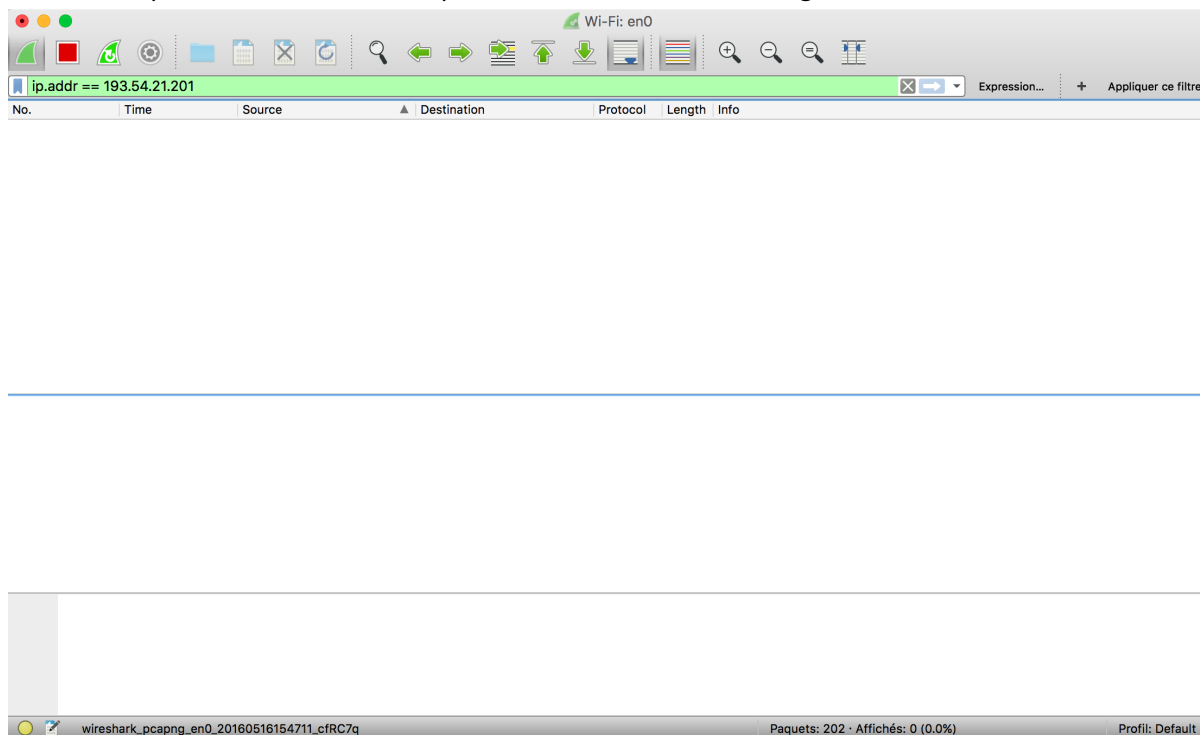 Wi-Fi: en0
ip.addr == 193.54.21.201 Expression... + Appliquer ce filtre
No. Time Source Destination Protocol Length Info
wireshark_pcapng_en0_20160516154711_cfRC7q Paquets: 202 · Affichés: 0 (0.0%) Profil: Default